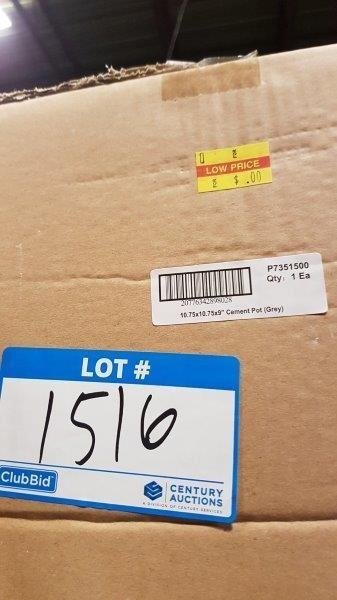 LOW PRICE
$ .00
P7351500
Qty: 1 Ea
20776342898028
10.75x10.75x9" Cement Pot (Grey)
LOT #
1516
ClubBid
CENTURY
AUCTIONS
A DIVISION OF CENTURY SERVICES